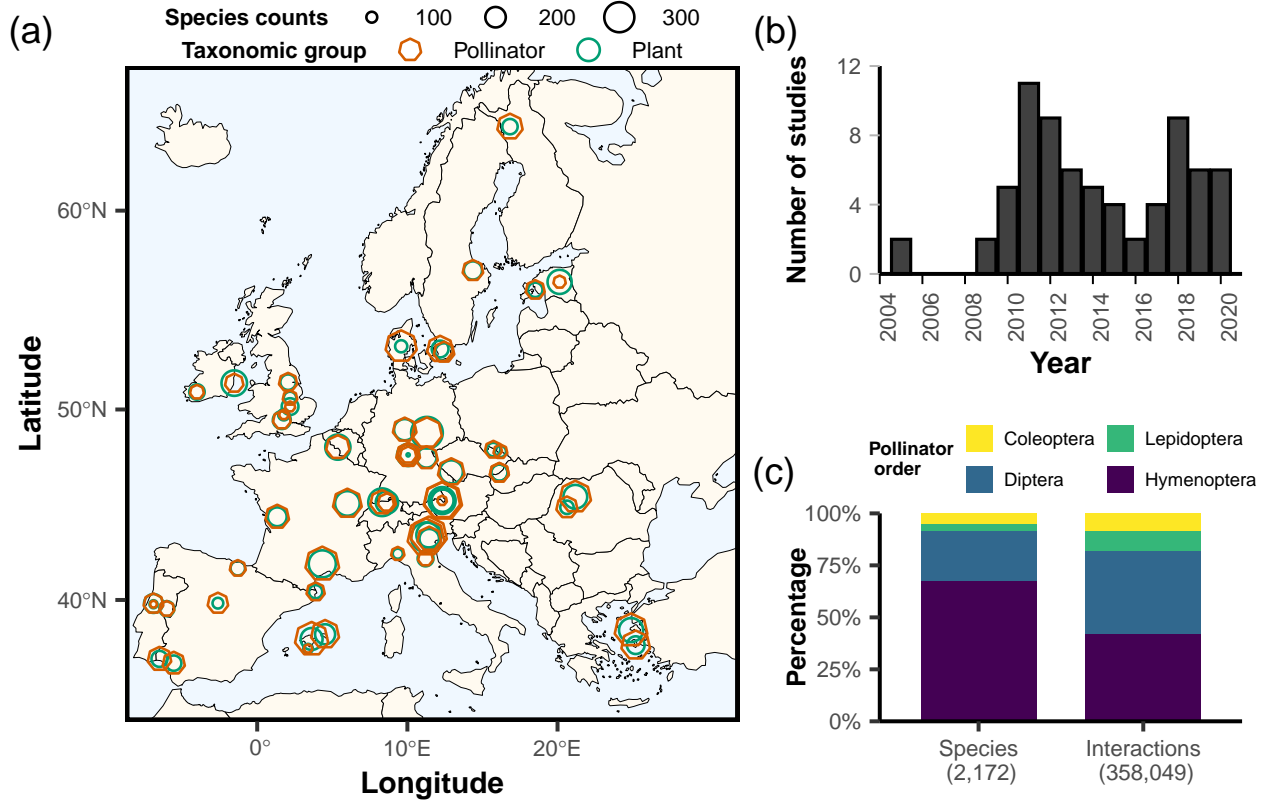 (a)
Species counts 100 200 300
Taxonomic group Pollinator Plant
60°N
50°N
40°N
Latitude
0° 10°E 20°E
Longitude
(b)
Number of studies
12
8
4
0
2004 2006 2008 2010 2012 2014 2016 2018 2020
Year
(c)
Pollinator order
Coleoptera Lepidoptera
Diptera Hymenoptera
Percentage
100%
75%
50%
25%
0%
Species Interactions
(2,172) (358,049)